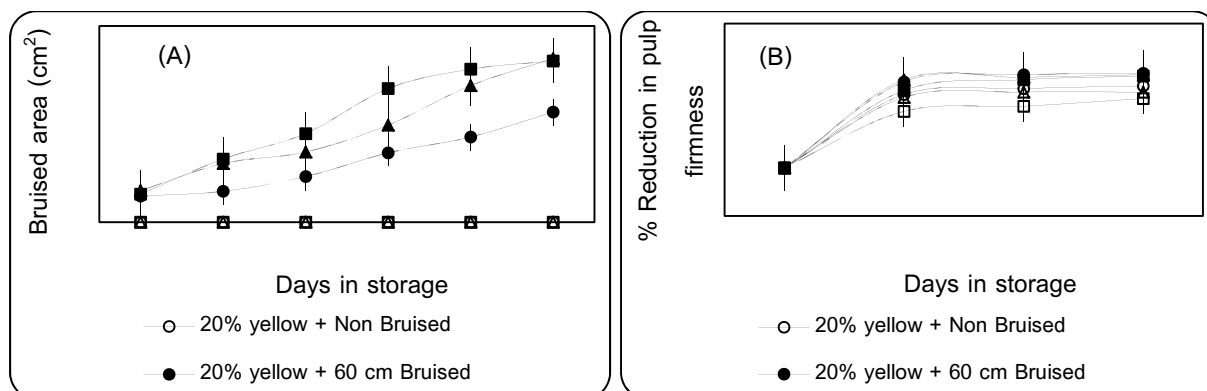 (A)
Bruised area (cm²)
Days in storage
20% yellow + Non Bruised
20% yellow + 60 cm Bruised
(B)
% Reduction in pulp
firmness
Days in storage
20% yellow + Non Bruised
20% yellow + 60 cm Bruised